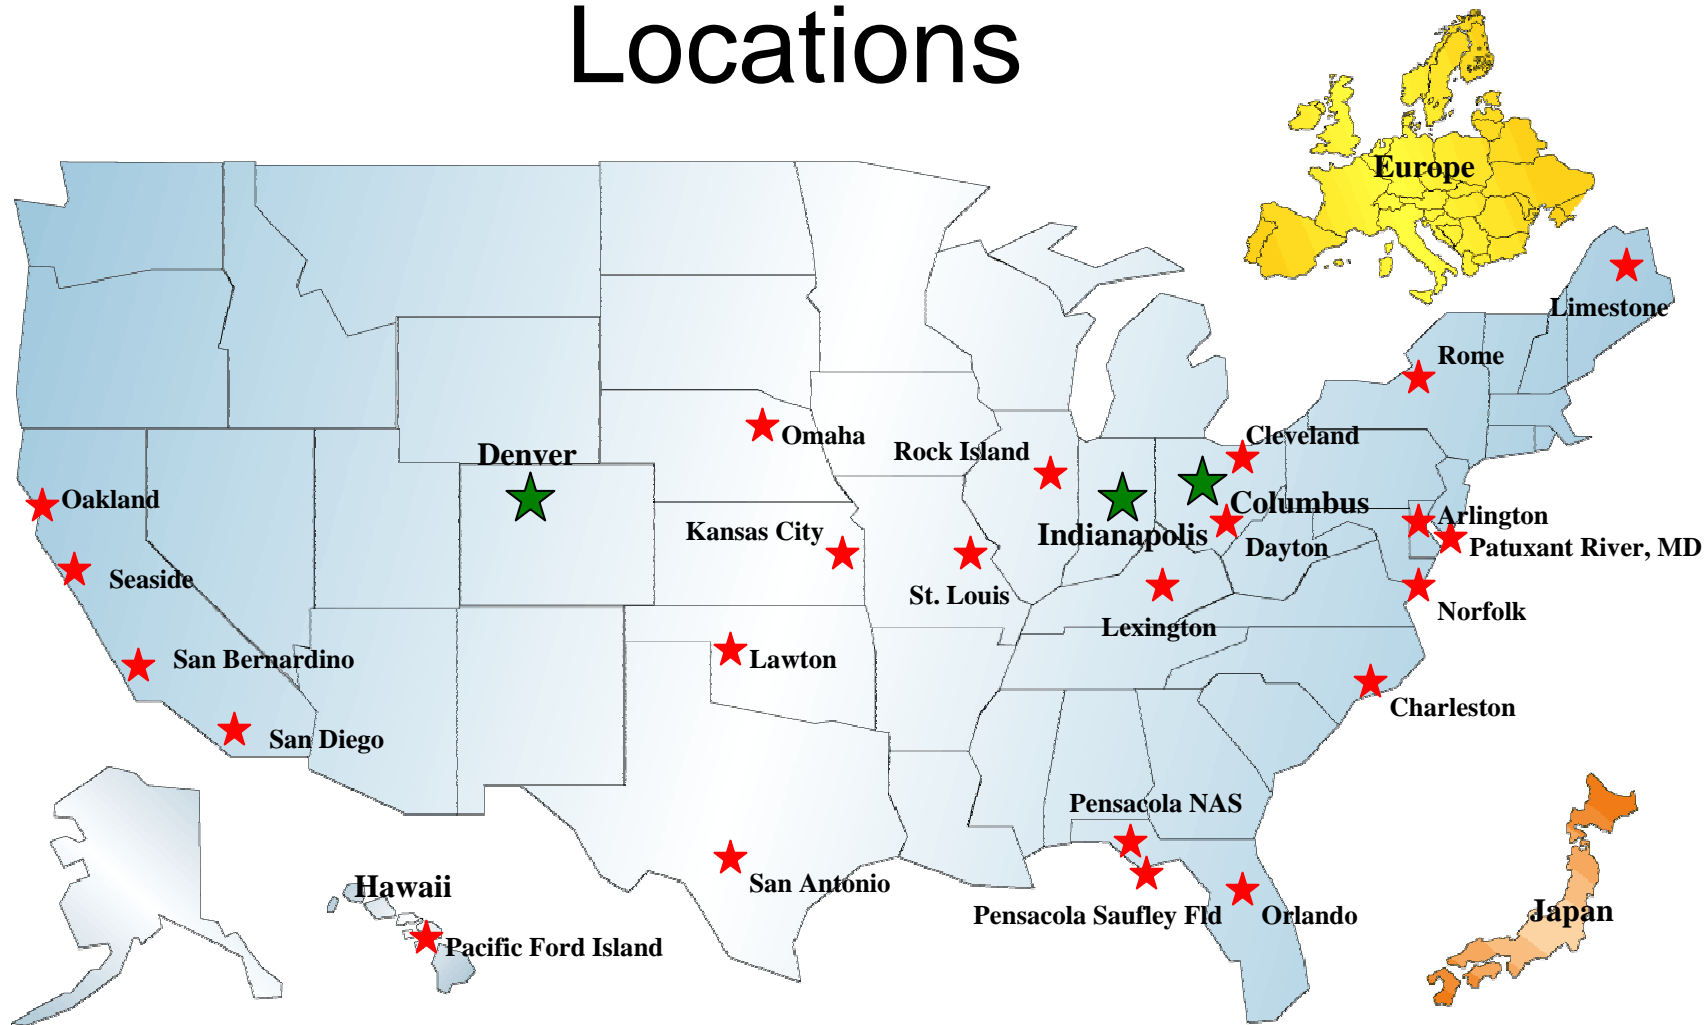 Locations
Europe
Limestone
Rome
Omaha
Cleveland
Rock Island
Denver
Oakland
Columbus
Arlington
Kansas City
Indianapolis
Dayton
Patuxant River, MD
Seaside
St. Louis
Norfolk
Lexington
San Bernardino
Lawton
Charleston
San Diego
Pensacola NAS
San Antonio
Hawaii
Pensacola Saufley Fld
Orlando
Japan
Pacific Ford Island